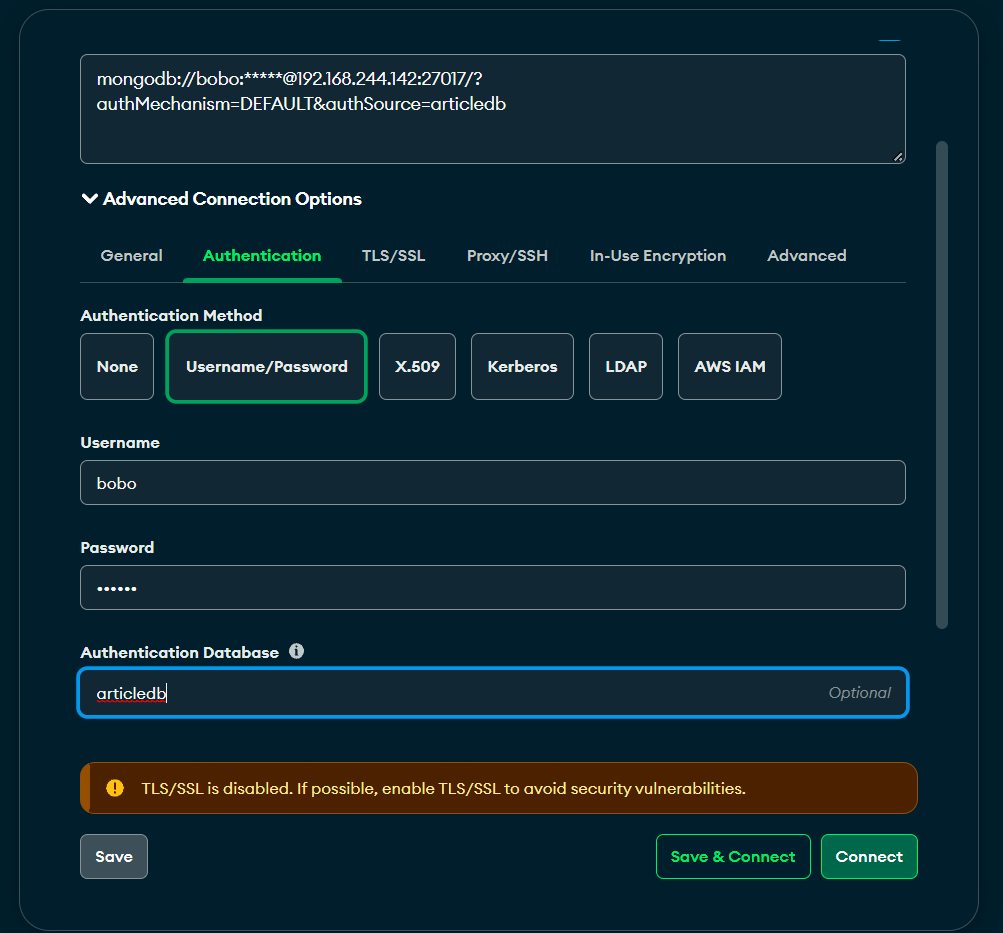 mongodb://bobo:*****@192.168.244.142:27017/?
authMechanism=DEFAULT&authSource=articledb
Advanced Connection Options
General Authentication TLS/SSL Proxy/SSH In-Use Encryption Advanced
Authentication Method
None Username/Password X.509 Kerberos LDAP AWS IAM
Username
bobo
Password
••••••
Authentication Database
articledb Optional
TLS/SSL is disabled. If possible, enable TLS/SSL to avoid security vulnerabilities.
Save Save & Connect Connect